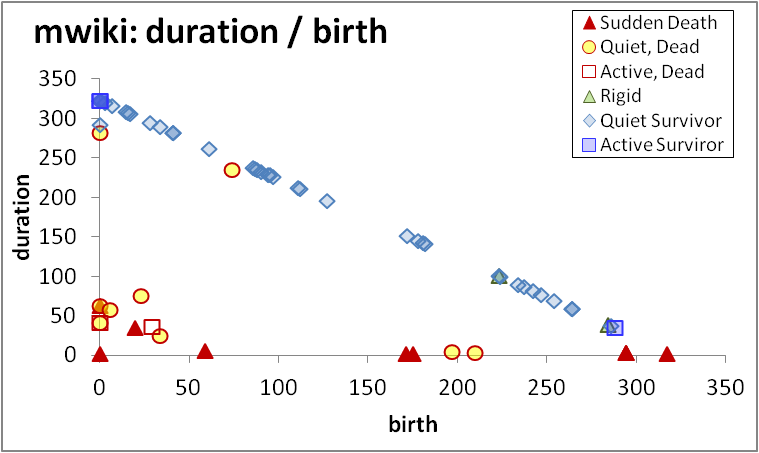 mwiki: duration / birth
Sudden Death
Quiet, Dead
Active, Dead
Rigid
Quiet Survivor
Active Surviror
duration
350
300
250
200
150
100
50
0
0 50 100 150 200 250 300 350
birth